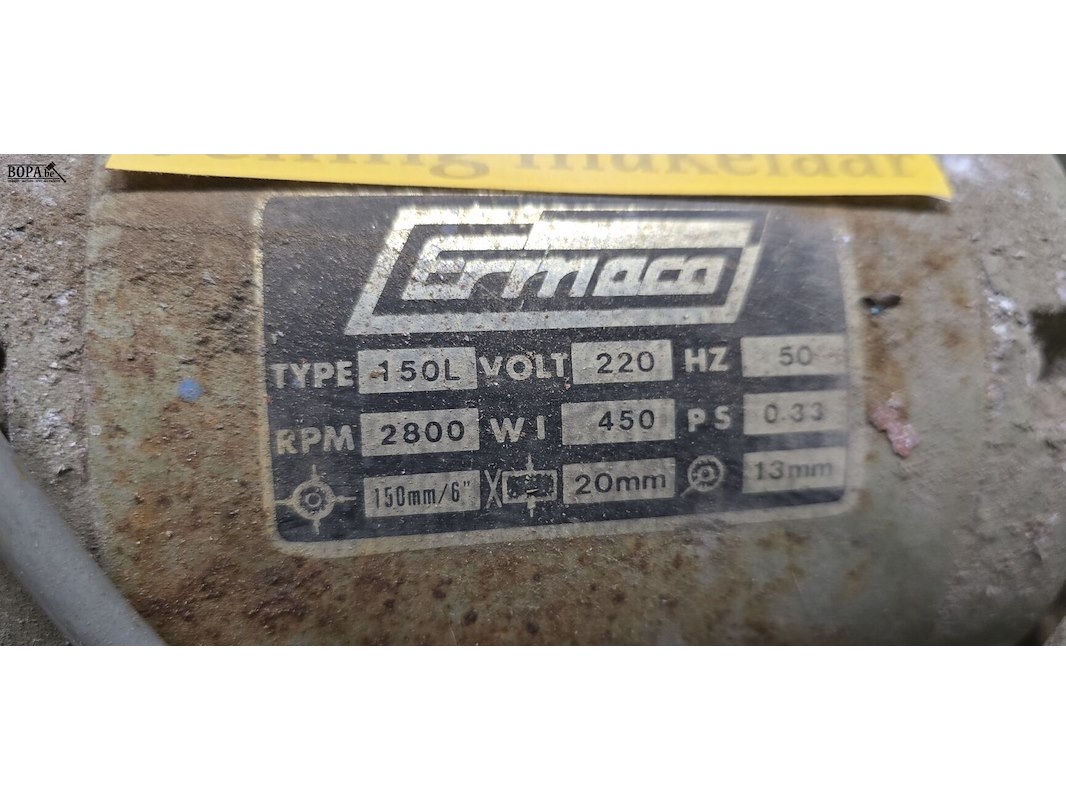 BOPA.be
Ermaco
TYPE 150L VOLT 220 HZ 50
RPM 2800 WI 450 PS 0.33
150mm/6" 20mm 13mm